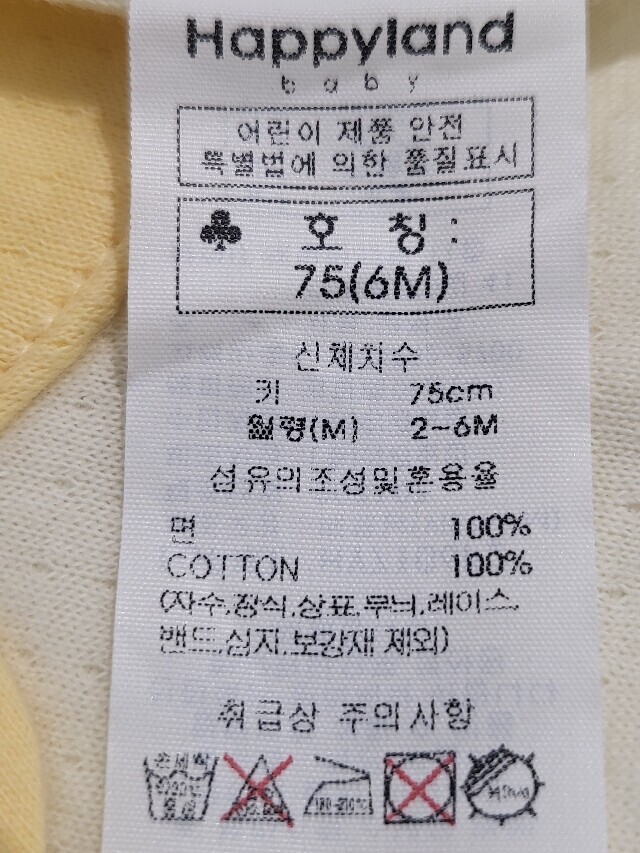 Happyland
baby
어린이 제품 안전
특별법에 의한 품질표시
♣ 호 칭 :
75(6M)
신체치수
키 75cm
월령(M) 2~6M
섬유의조성및혼용율
면 100%
COTTON 100%
(자수,장식,상표,무늬,레이스,
밴드,심지,보강재 제외)
취급상 주의사항
손세탁